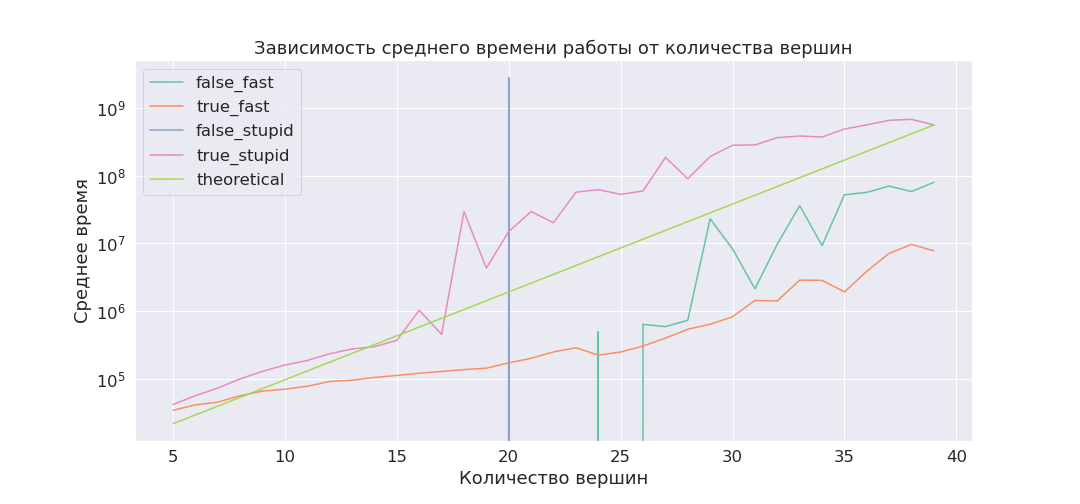 Зависимость среднего времени работы от количества вершин
false_fast
true_fast
false_stupid
true_stupid
theoretical
10⁹
10⁸
10⁷
10⁶
10⁵
Среднее время
5 10 15 20 25 30 35 40
Количество вершин